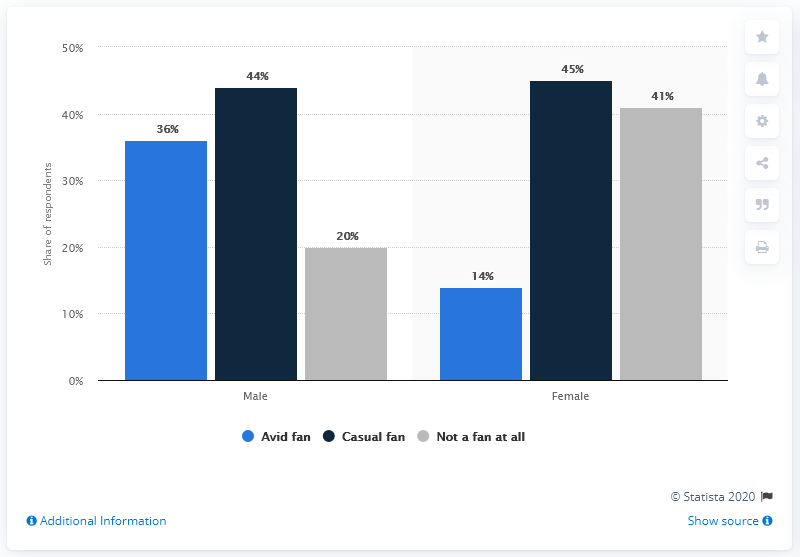 50%
40%
30%
20%
10%
0%
Share of respondents
36%
44%
20%
14%
45%
41%
Male
Female
Avid fan
Casual fan
Not a fan at all
© Statista 2020
Additional Information
Show source